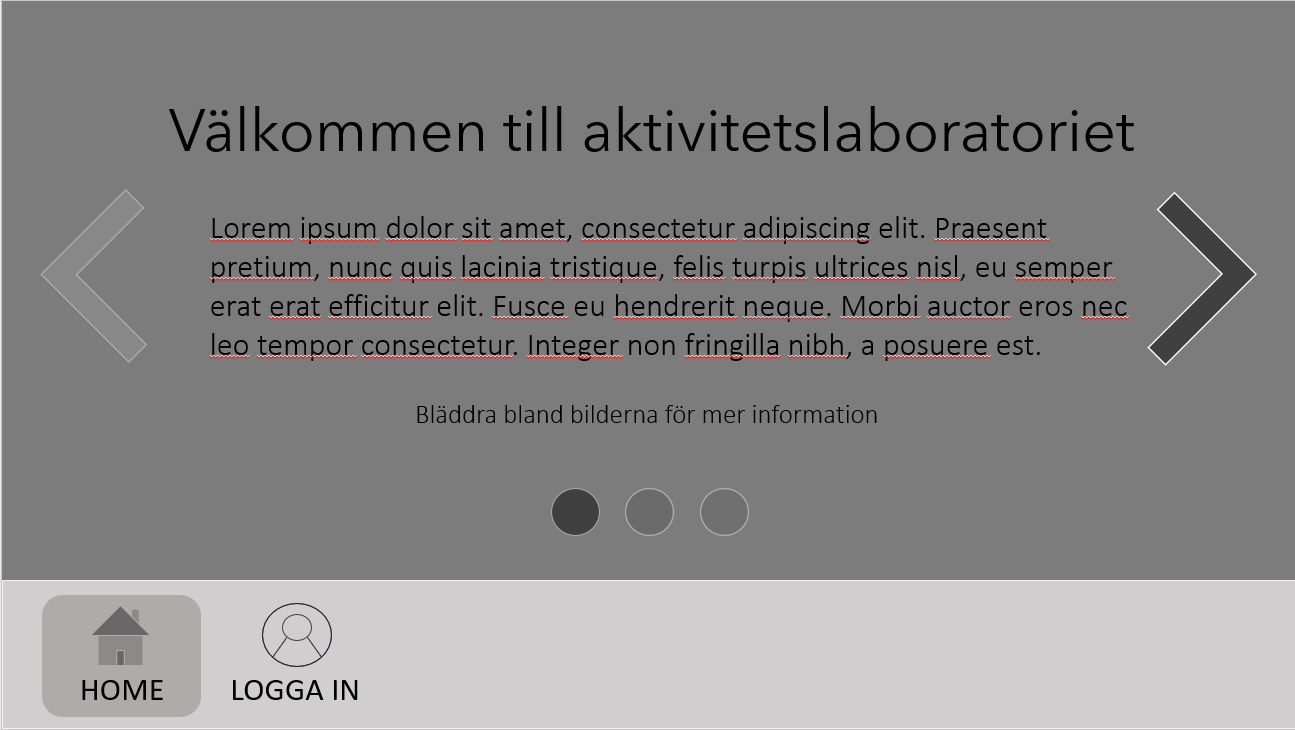 Välkommen till aktivitetslaboratoriet
Lorem ipsum dolor sit amet, consectetur adipiscing elit. Praesent
pretium, nunc quis lacinia tristique, felis turpis ultrices nisl, eu semper
erat erat efficitur elit. Fusce eu hendrerit neque. Morbi auctor eros nec
leo tempor consectetur. Integer non fringilla nibh, a posuere est.
Bläddra bland bilderna för mer information
HOME
LOGGA IN